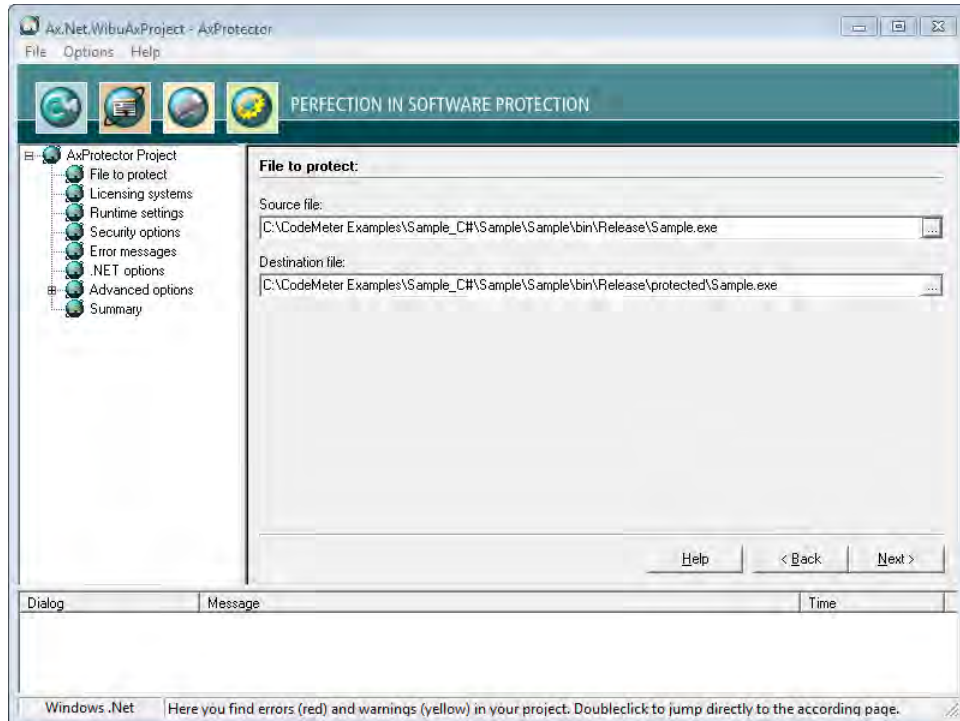 Ax.Net.WibuAxProject - AxProtector
File Options Help
PERFECTION IN SOFTWARE PROTECTION
AxProtector Project
File to protect
Licensing systems
Runtime settings
Security options
Error messages
.NET options
Advanced options
Summary
File to protect:
Source file:
C:\CodeMeter Examples\Sample_C#\Sample\Sample\bin\Release\Sample.exe
...
Destination file:
C:\CodeMeter Examples\Sample_C#\Sample\Sample\bin\Release\protected\Sample.exe
...
Help < Back Next >
Dialog Message Time
Windows .Net Here you find errors (red) and warnings (yellow) in your project. Doubleclick to jump directly to the according page.